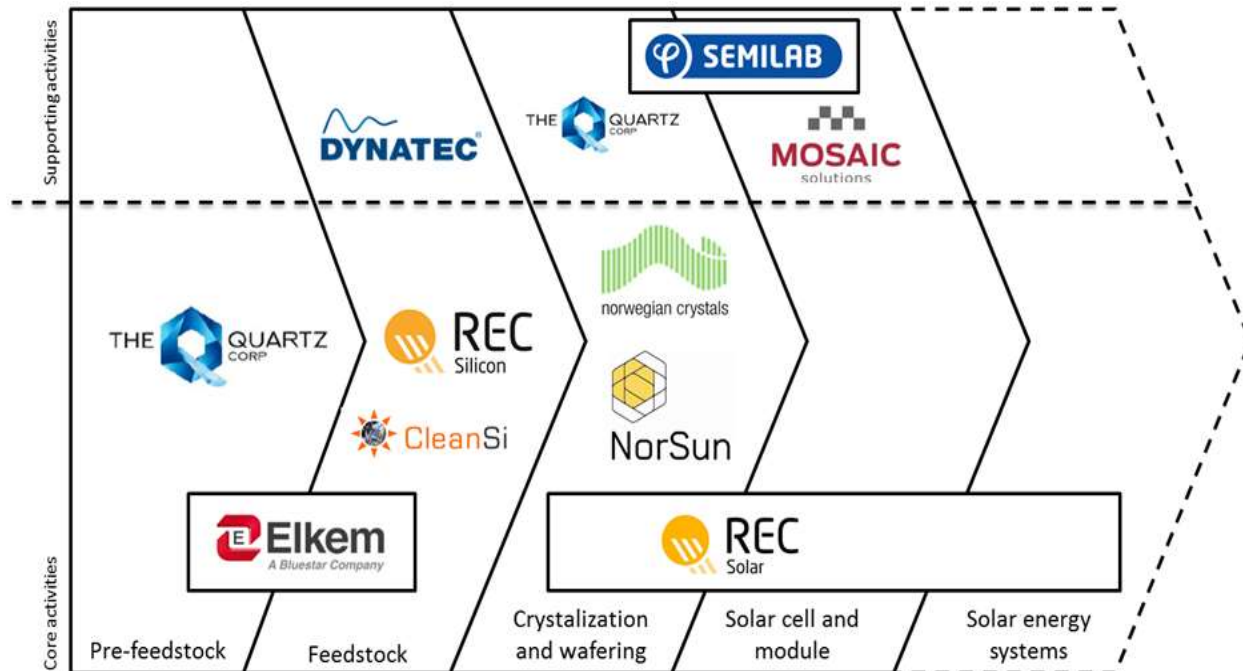 Supporting activities
SEMILAB
DYNATEC®
THE QUARTZ
CORP
MOSAIC
solutions
Core activities
THE QUARTZ
CORP
REC
Silicon
CleanSi
norwegian crystals
NorSun
E Elkem
A Bluestar Company
REC
Solar
Pre-feedstock
Feedstock
Crystalization
and wafering
Solar cell and
module
Solar energy
systems